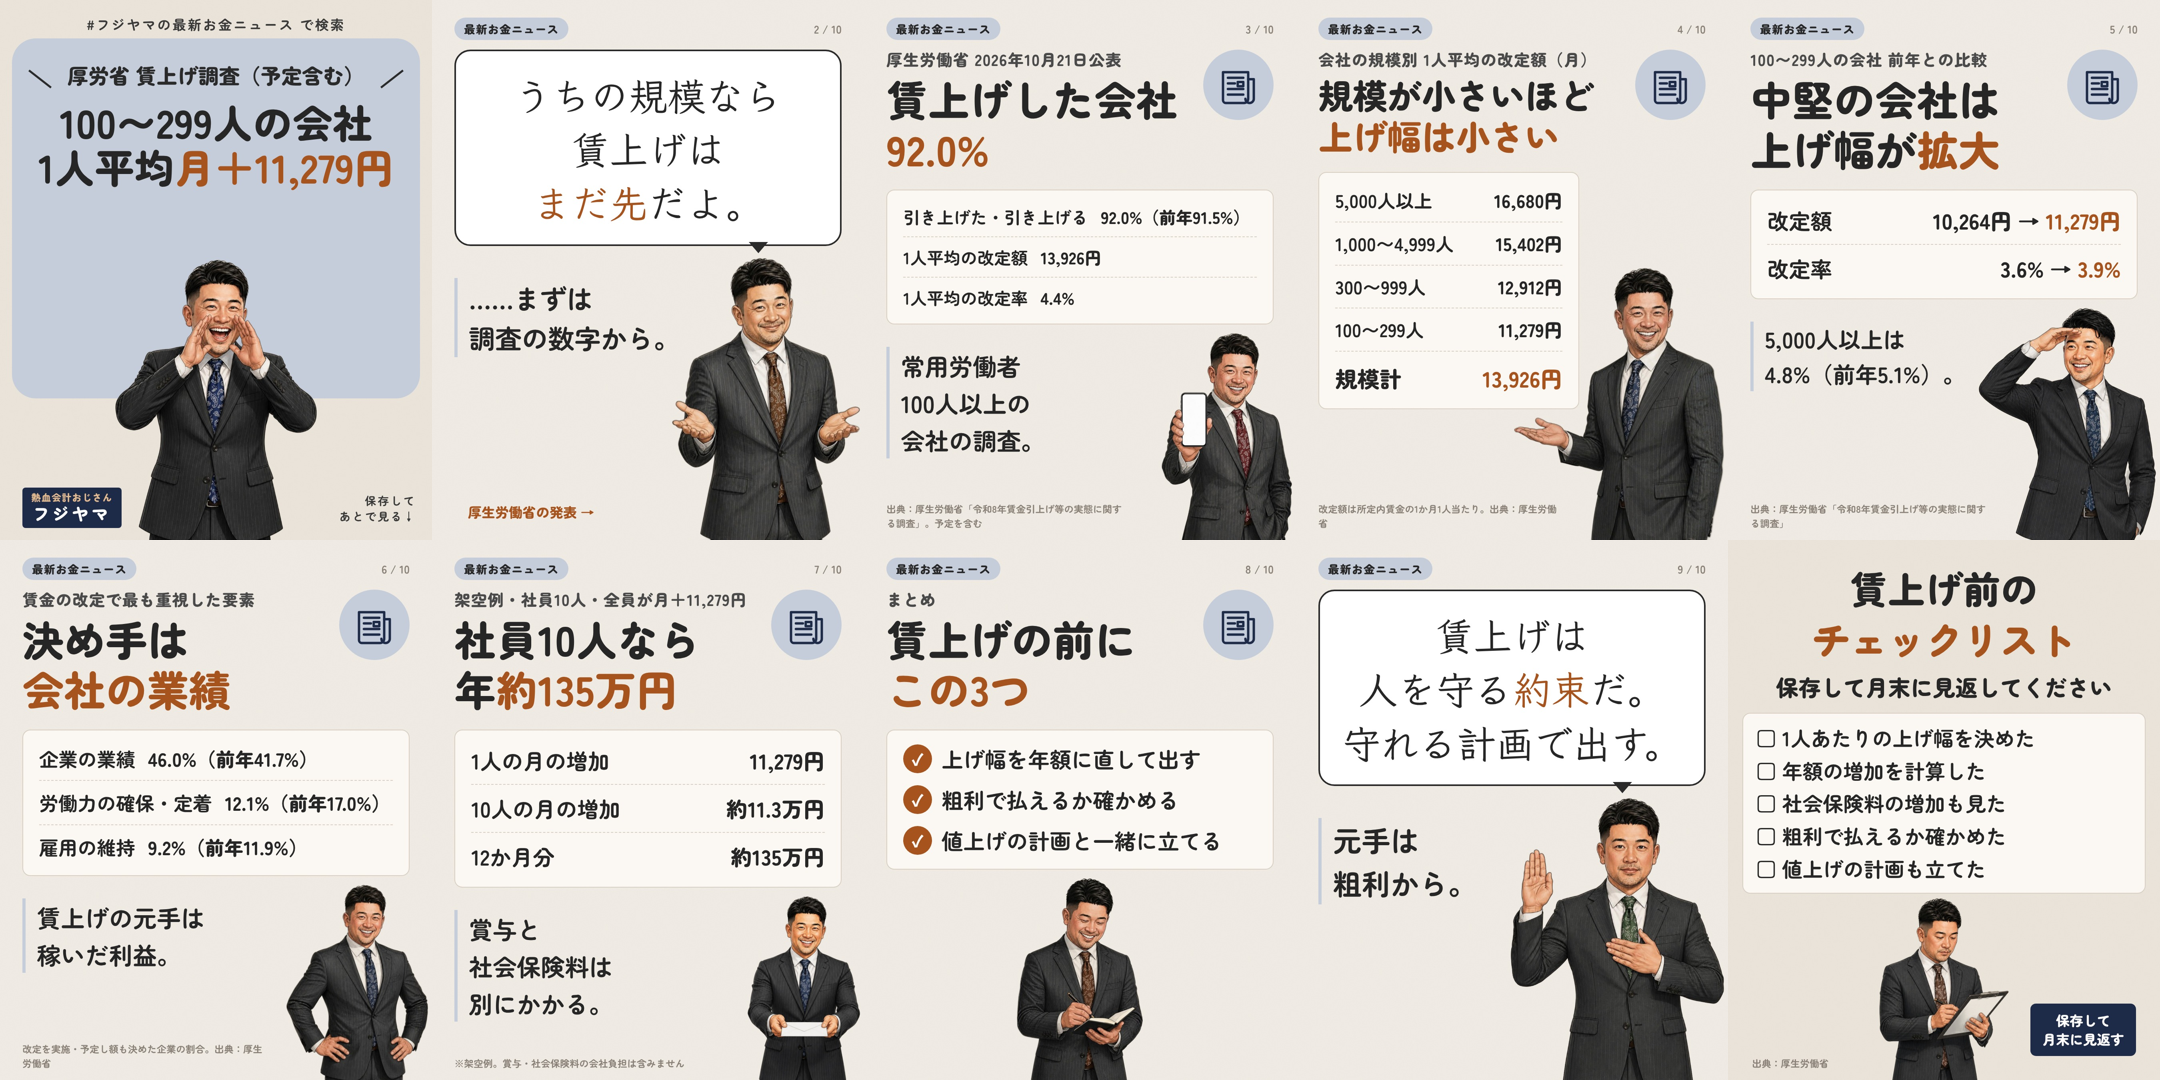 #フジヤマの最新お金ニュース で検索
厚労省 賃上げ調査（予定含む）
100〜299人の会社
1人平均月＋11,279円
熱血会計おじさん
フジヤマ
保存して
あとで見る↓
最新お金ニュース
2 / 10
うちの規模なら
賃上げは
まだ先だよ。
……まずは
調査の数字から。
厚生労働省の発表→
最新お金ニュース
3 / 10
厚生労働省 2026年10月21日公表
賃上げした会社
92.0%
引き上げた・引き上げる 92.0%（前年91.5%）
1人平均の改定額 13,926円
1人平均の改定率 4.4%
常用労働者
100人以上の
会社の調査。
出典：厚生労働省「令和8年賃金引上げ等の実態に関す
る調査」。予定を含む
最新お金ニュース
4 / 10
会社の規模別 1人平均の改定額（月）
規模が小さいほど
上げ幅は小さい
5,000人以上 16,680円
1,000〜4,999人 15,402円
300〜999人 12,912円
100〜299人 11,279円
規模計 13,926円
改定額は所定内賃金の1か月1人当たり。出典：厚生労働
省
最新お金ニュース
5 / 10
100〜299人の会社 前年との比較
中堅の会社は
上げ幅が拡大
改定額 10,264円→11,279円
改定率 3.6%→3.9%
5,000人以上は
4.8%（前年5.1%）。
出典：厚生労働省「令和8年賃金引上げ等の実態に関す
る調査」
最新お金ニュース
6 / 10
賃金の改定で最も重視した要素
決め手は
会社の業績
企業の業績 46.0%（前年41.7%）
労働力の確保・定着 12.1%（前年17.0%）
雇用の維持 9.2%（前年11.9%）
賃上げの元手は
稼いだ利益。
改定を実施・予定し額も決めた企業の割合。出典：厚生
労働省
最新お金ニュース
7 / 10
架空例・社員10人・全員が月＋11,279円
社員10人なら
年約135万円
1人の月の増加 11,279円
10人の月の増加 約11.3万円
12か月分 約135万円
賞与と
社会保険料は
別にかかる。
※架空例。賞与・社会保険料の会社負担は含みません
最新お金ニュース
8 / 10
まとめ
賃上げの前に
この3つ
✓ 上げ幅を年額に直して出す
✓ 粗利で払えるか確かめる
✓ 値上げの計画と一緒に立てる
最新お金ニュース
9 / 10
賃上げは
人を守る約束だ。
守れる計画で出す。
元手は
粗利から。
賃上げ前の
チェックリスト
保存して月末に見返してください
□ 1人あたりの上げ幅を決めた
□ 年額の増加を計算した
□ 社会保険料の増加も見た
□ 粗利で払えるか確かめた
□ 値上げの計画も立てた
保存して
月末に見返す
出典：厚生労働省